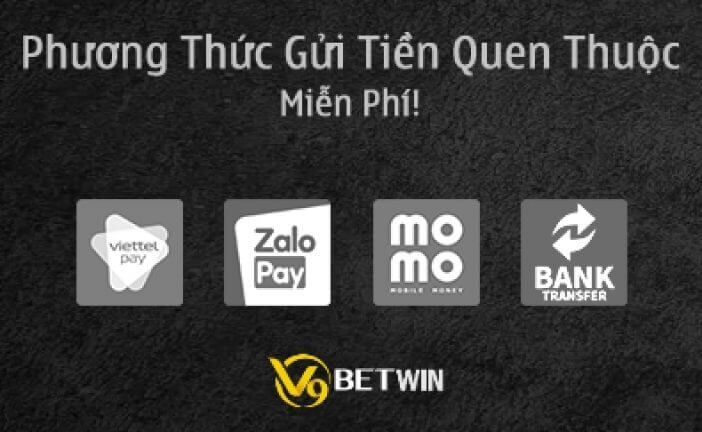 Phương Thức Gửi Tiền Quen Thuộc
Miễn Phí!
viettel
pay
Zalo
Pay
mo
mo
MOBILE MONEY
BANK
TRANSFER
V9 BETWIN